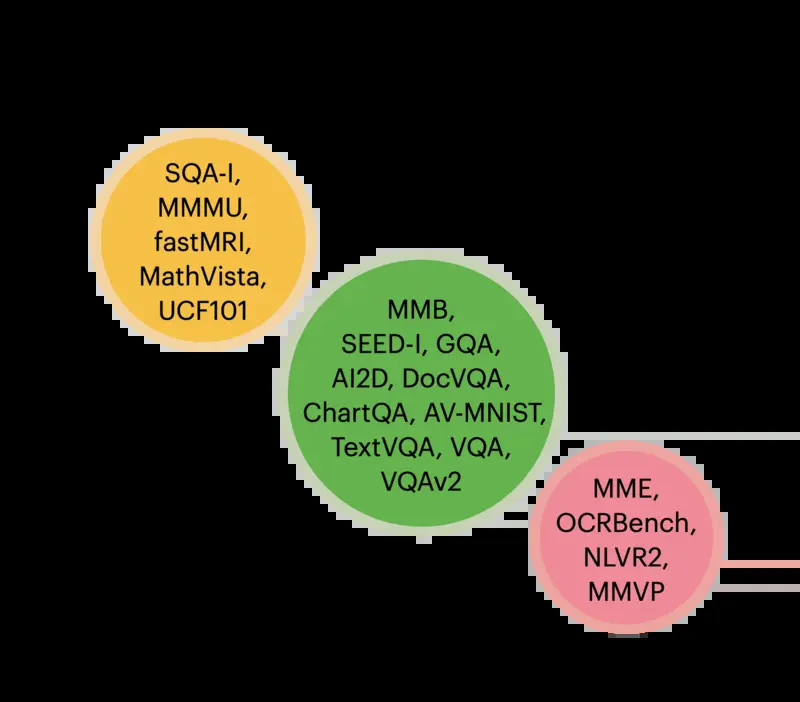 SQA-I,
MMMU,
fastMRI,
MathVista,
UCF101
MMB,
SEED-I, GQA,
AI2D, DocVQA,
ChartQA, AV-MNIST,
TextVQA, VQA,
VQAv2
MME,
OCRBench,
NLVR2,
MMVP